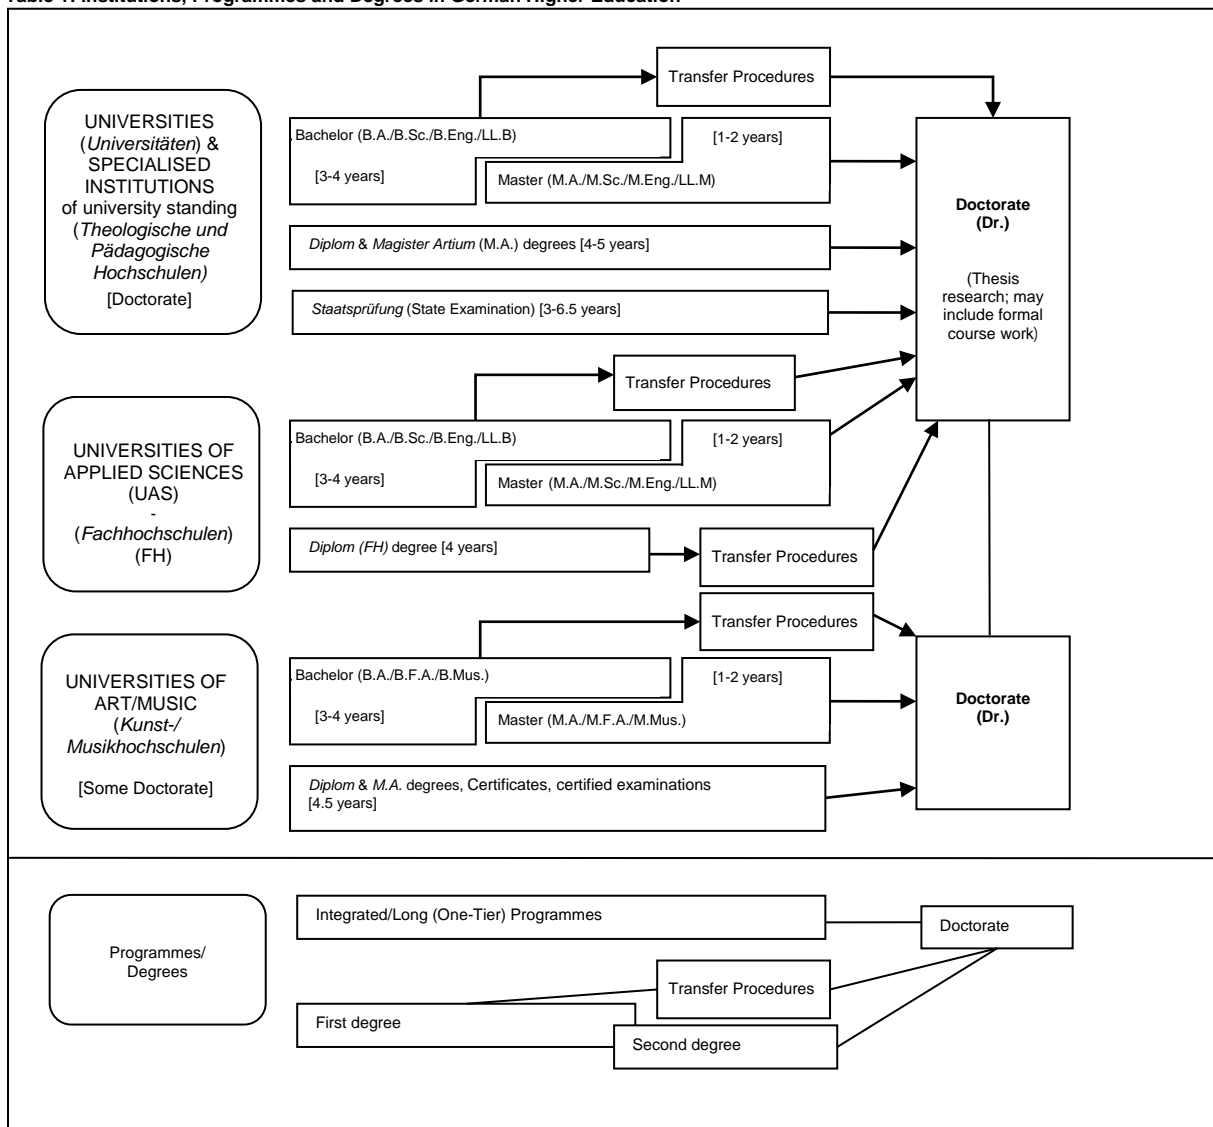 Table 1: Institutions, Programmes and Degrees in German Higher Education
Transfer Procedures
UNIVERSITIES
(Universitäten) &
SPECIALISED
INSTITUTIONS
of university standing
(Theologische und
Pädagogische
Hochschulen)
[Doctorate]
Bachelor (B.A./B.Sc./B.Eng./LL.B)
[3-4 years]
[1-2 years]
Master (M.A./M.Sc./M.Eng./LL.M)
Diplom & Magister Artium (M.A.) degrees [4-5 years]
Staatsprüfung (State Examination) [3-6.5 years]
Doctorate
(Dr.)
(Thesis
research; may
include formal
course work)
Transfer Procedures
UNIVERSITIES OF
APPLIED SCIENCES
(UAS)
-
(Fachhochschulen)
(FH)
Bachelor (B.A./B.Sc./B.Eng./LL.B)
[3-4 years]
[1-2 years]
Master (M.A./M.Sc./M.Eng./LL.M)
Diplom (FH) degree [4 years]
Transfer Procedures
Transfer Procedures
UNIVERSITIES OF
ART/MUSIC
(Kunst-/
Musikhochschulen)
[Some Doctorate]
Bachelor (B.A./B.F.A./B.Mus.)
[3-4 years]
[1-2 years]
Master (M.A./M.F.A./M.Mus.)
Diplom & M.A. degrees, Certificates, certified examinations
[4.5 years]
Doctorate
(Dr.)
Programmes/
Degrees
Integrated/Long (One-Tier) Programmes
Doctorate
Transfer Procedures
First degree
Second degree